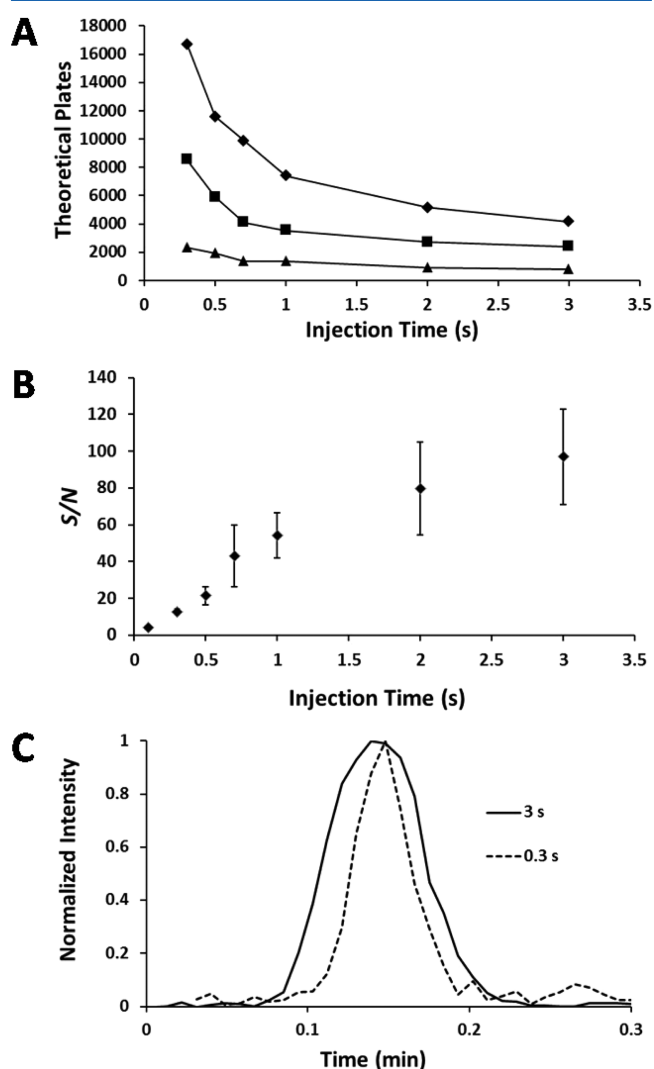 A
18000
16000
14000
12000
10000
8000
6000
4000
2000
0
Theoretical Plates
0 0.5 1 1.5 2 2.5 3 3.5
Injection Time (s)
B
140
120
100
80
60
40
20
0
S/N
0 0.5 1 1.5 2 2.5 3 3.5
Injection Time (s)
C
1
0.8
0.6
0.4
0.2
0
Normalized Intensity
3 s
0.3 s
0 0.1 0.2 0.3
Time (min)